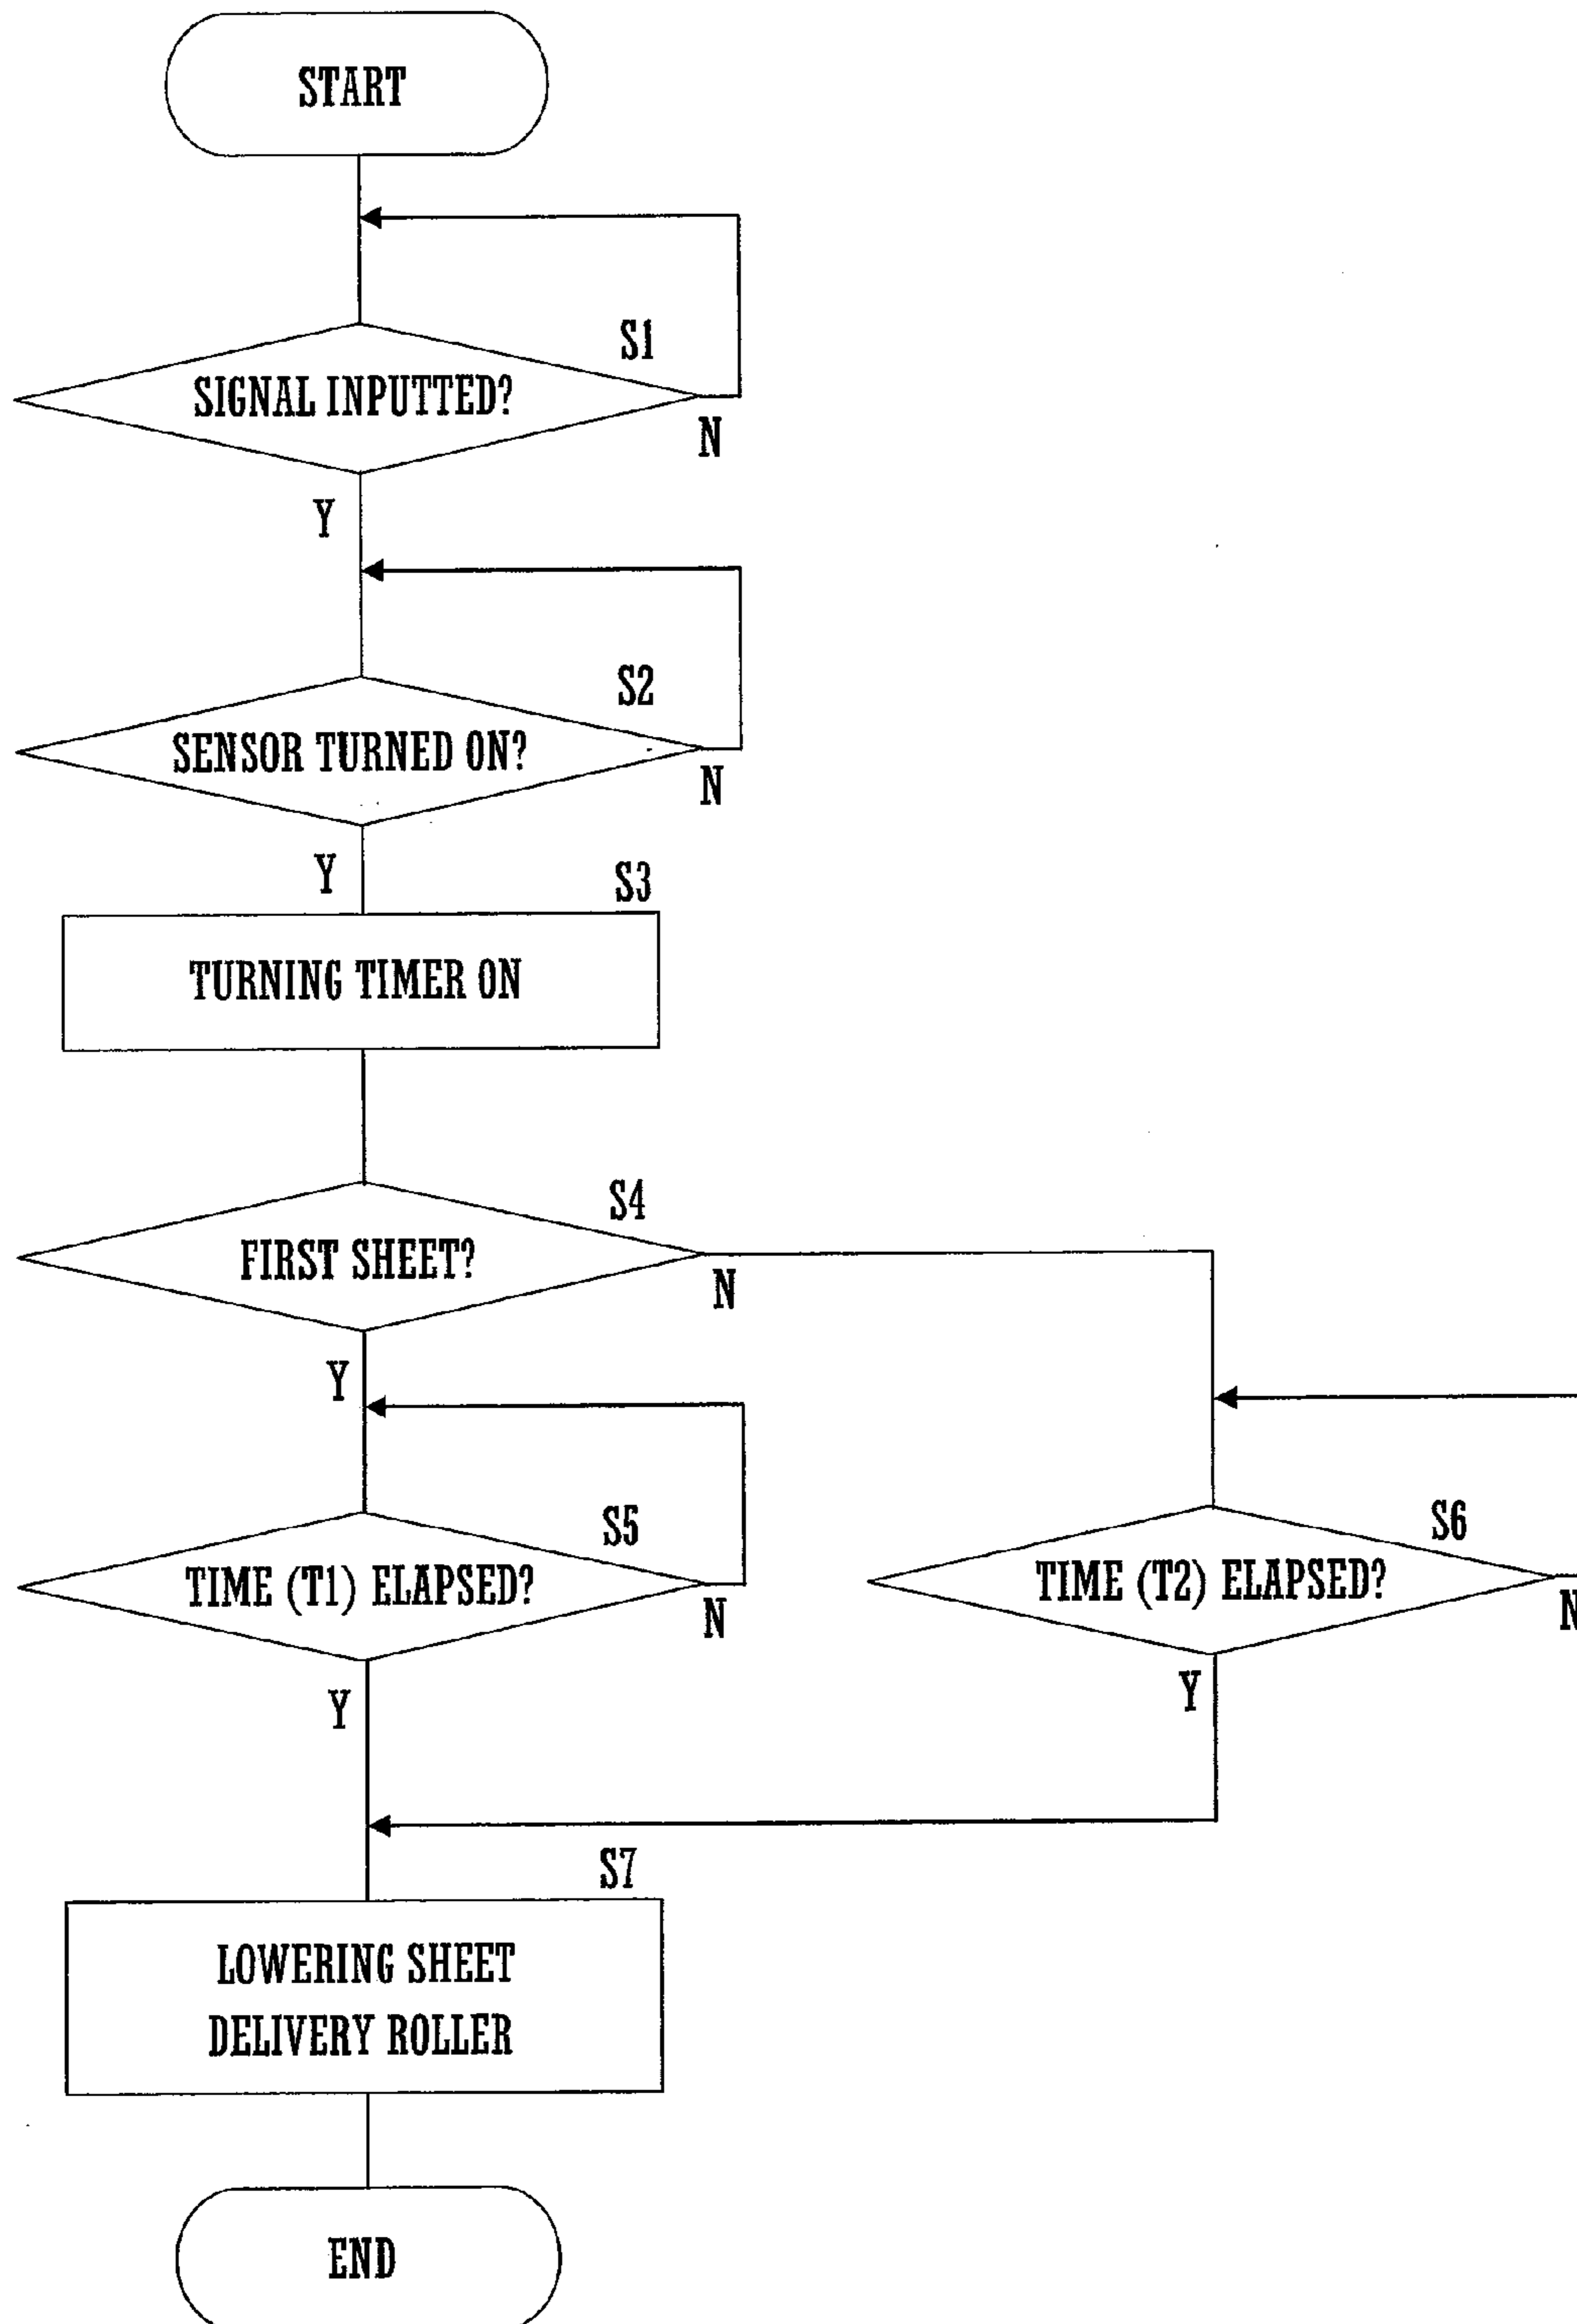 START
S1
SIGNAL INPUTTED?
N
Y
S2
SENSOR TURNED ON?
N
Y
S3
TURNING TIMER ON
S4
FIRST SHEET?
N
Y
S5
TIME (T1) ELAPSED?
N
Y
S6
TIME (T2) ELAPSED?
N
Y
S7
LOWERING SHEET
DELIVERY ROLLER
END